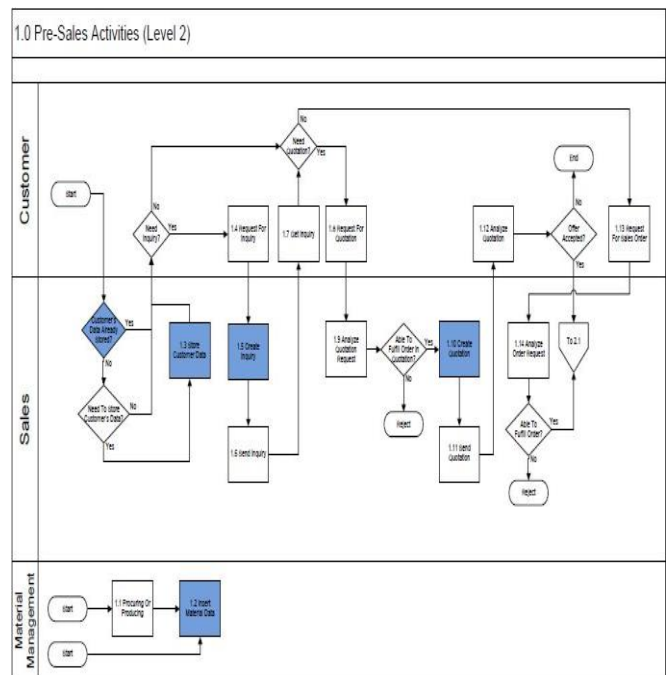 1.0 Pre-Sales Activities (Level 2)
Customer
Start
Need
Inquiry?
No
Yes
1.4 Request For
Inquiry
1.7 Get Inquiry
Need
Quotation?
No
Yes
1.8 Request For
Quotation
1.12 Analyze
Quotation
End
No
Offer
Accepted?
Yes
1.13 Request
For Sales Order
Sales
Customer's
Data Already
Stored?
Yes
No
Need To Store
Customer's Data?
No
Yes
1.3 Store
Customer Data
1.5 Create
Inquiry
Send Inquiry
1.9 Analyze
Quotation
Request
Able To
Fulfill Order In
Quotation?
Yes
No
Reject
1.10 Create
Quotation
1.11 Send
Quotation
1.14 Analyze
Order Request
To 2.1
Able To
Fulfill Order?
Yes
No
Reject
Material
Management
Start
1.1 Procuring Or
Producing
1.2 Insert
Material Data
Start